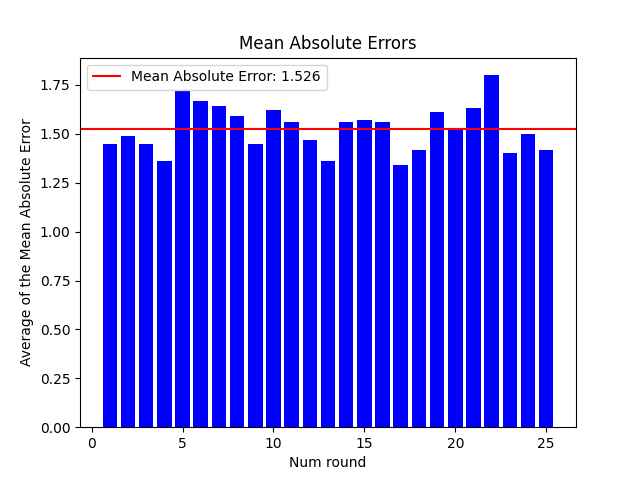 Mean Absolute Errors
Mean Absolute Error: 1.526
Average of the Mean Absolute Error
1.75
1.50
1.25
1.00
0.75
0.50
0.25
0.00
0 5 10 15 20 25
Num round